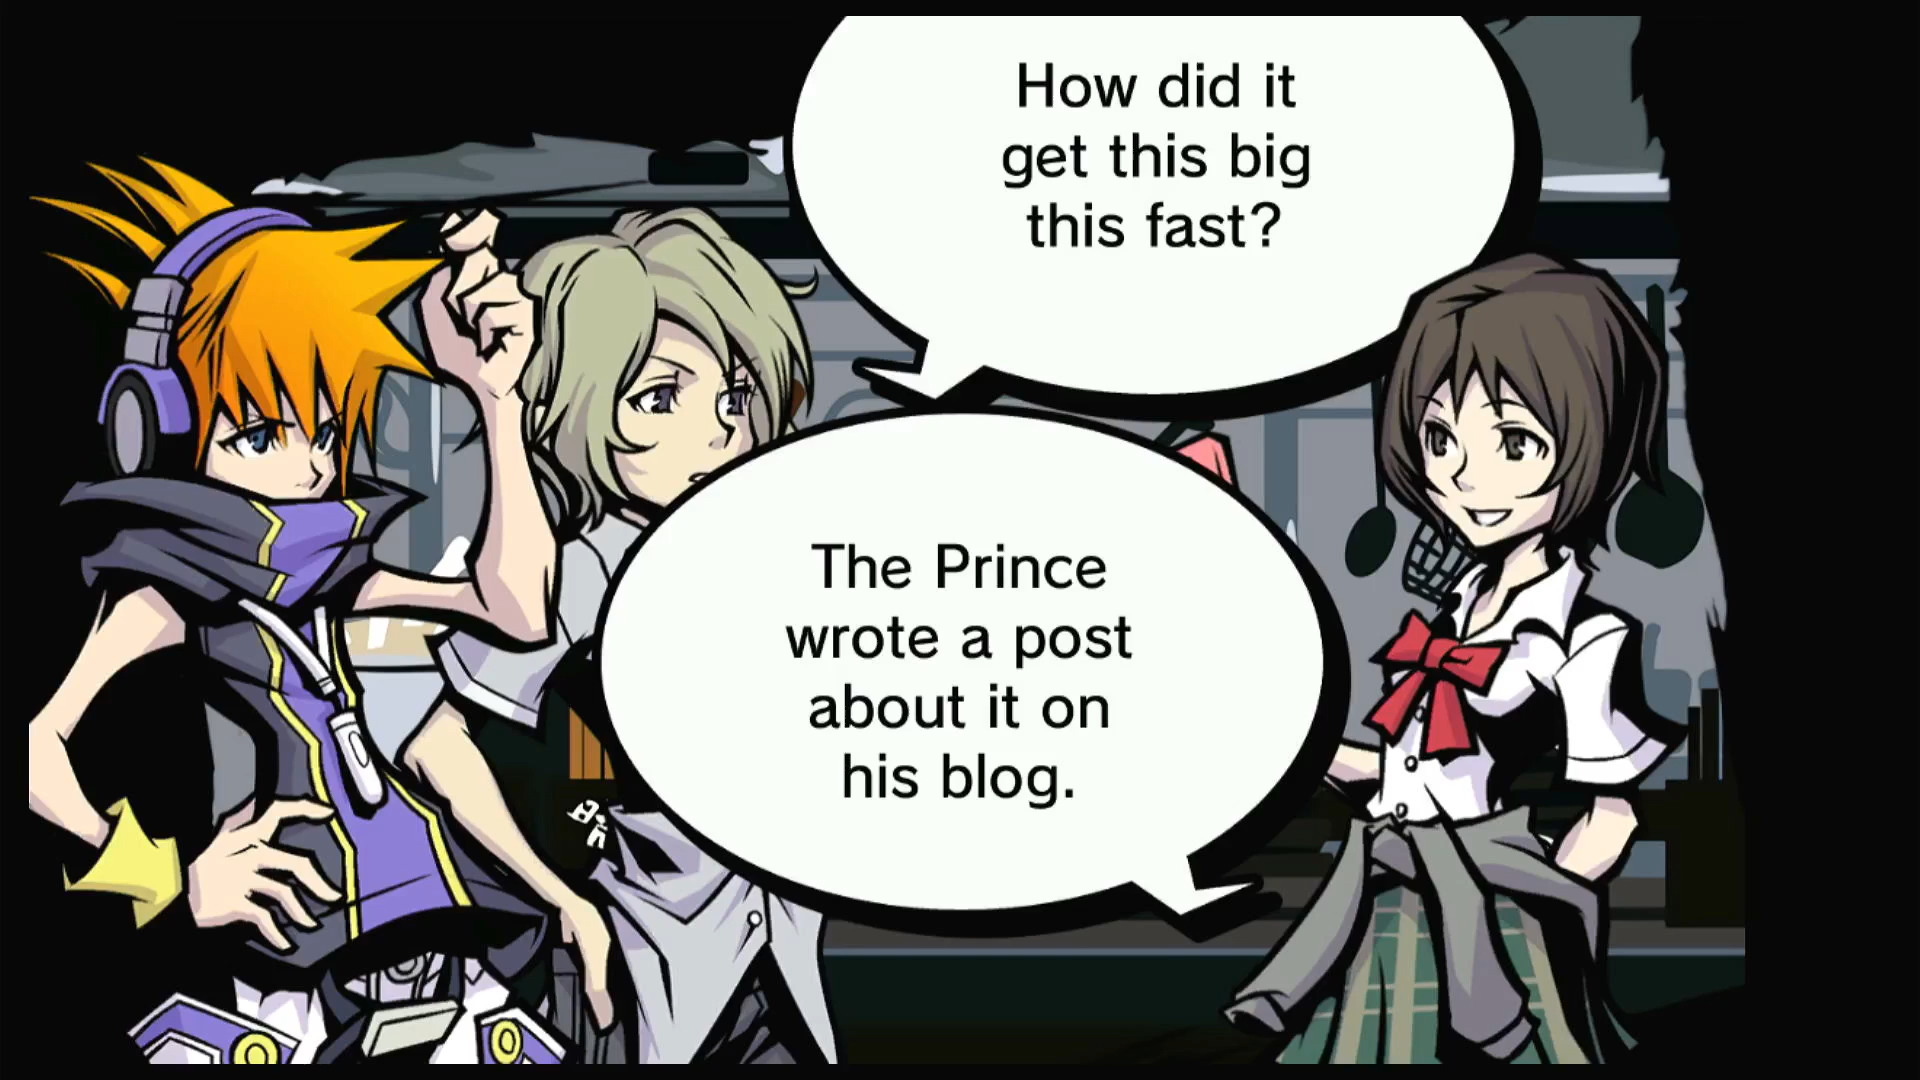 How did it
get this big
this fast?
The Prince
wrote a post
about it on
his blog.